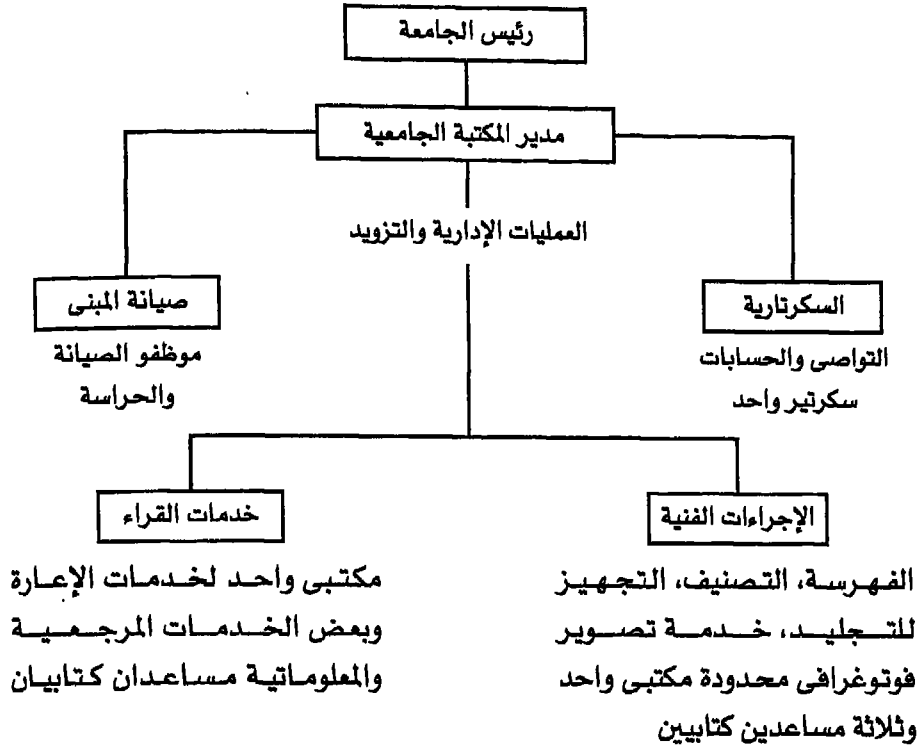 رئيس الجامعة
مدير المكتبة الجامعية
العمليات الإدارية والتزويد
السكرتارية
التواصى والحسابات
سكرتير واحد
صيانة المبنى
موظفو الصيانة
والحراسة
الإجراءات الفنية
الفهرسة، التصنيف، التجهيز
للتجليد، خدمة تصوير
فوتوغرافى محدودة مكتبى واحد
وثلاثة مساعدين كتابيين
خدمات القراء
مكتبى واحد لخدمات الإعارة
وبعض الخدمات المرجعية
والمعلوماتية مساعدان كتابيان